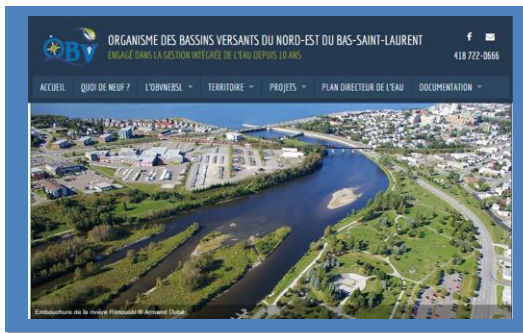 OBV
ORGANISME DES BASSINS VERSANTS DU NORD-EST DU BAS-SAINT-LAURENT
ENGAGÉ DANS LA GESTION INTÉGRÉE DE L'EAU DEPUIS 10 ANS
418 722-0666
ACCUEIL QUOI DE NEUF ? L'OBVNEBSL TERRITOIRE PROJETS PLAN DIRECTEUR DE L'EAU DOCUMENTATION
Embouchure de la rivière Rimouski © Armand Dubé